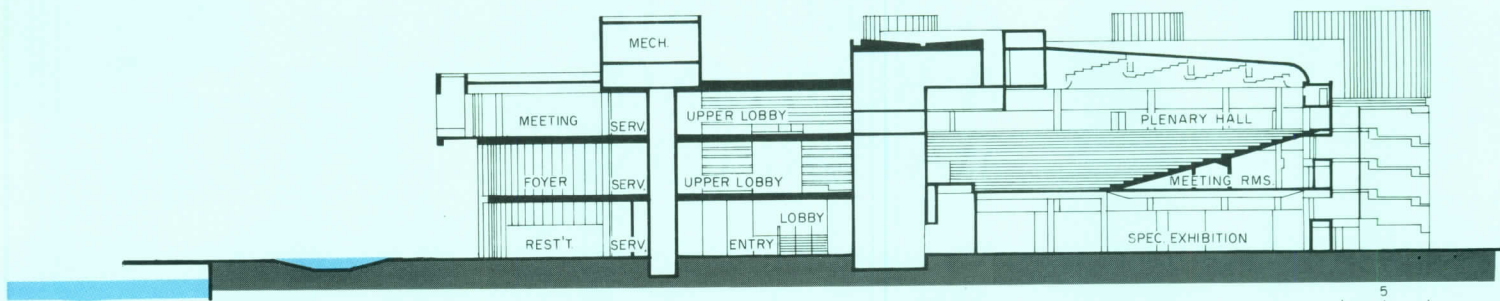 MECH.
MEETING
SERV.
UPPER LOBBY
PLENARY HALL
FOYER
SERV.
UPPER LOBBY
MEETING RMS.
LOBBY
REST'T.
SERV.
ENTRY
SPEC. EXHIBITION
5